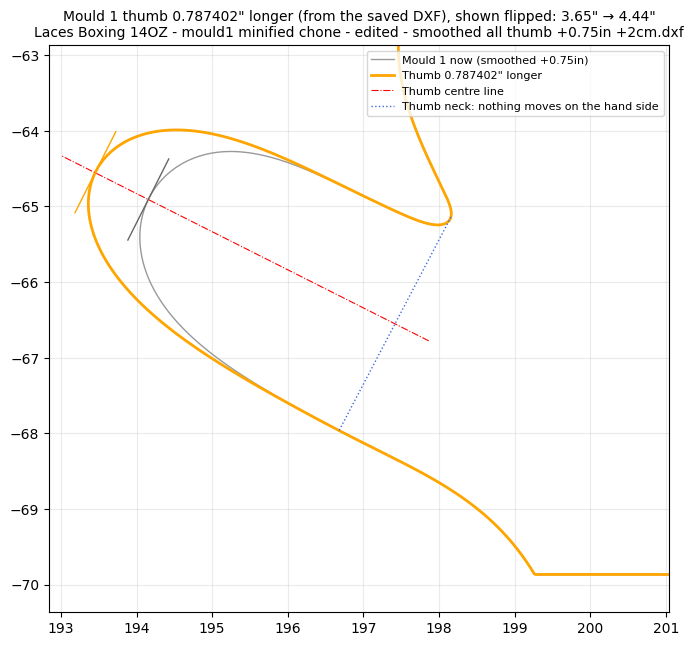 Mould 1 thumb 0.787402" longer (from the saved DXF), shown flipped: 3.65" → 4.44"
Laces Boxing 14OZ - mould1 minified chone - edited - smoothed all thumb +0.75in +2cm.dxf
Mould 1 now (smoothed +0.75in)
Thumb 0.787402" longer
Thumb centre line
Thumb neck: nothing moves on the hand side
−63
−64
−65
−66
−67
−68
−69
−70
193 194 195 196 197 198 199 200 201